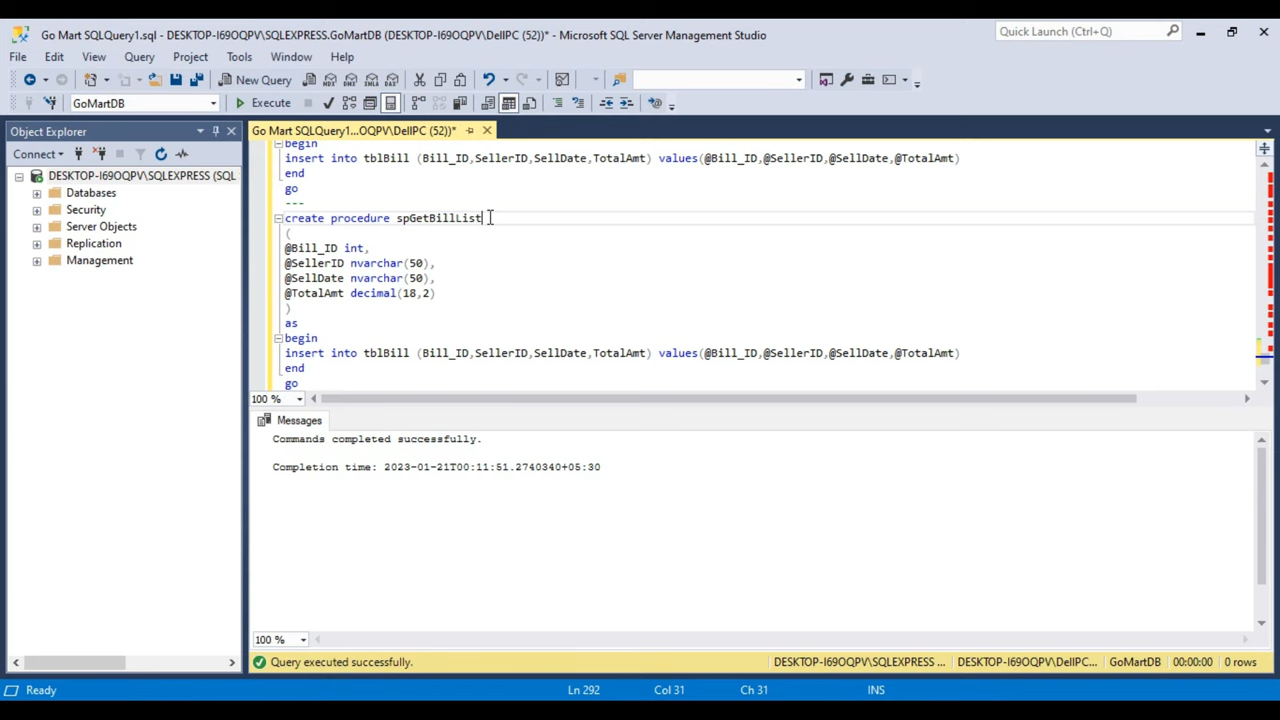 Go Mart SQLQuery1.sql - DESKTOP-I69OQPV\SQLEXPRESS.GoMartDB (DESKTOP-I69OQPV\DellPC (52))* - Microsoft SQL Server Management Studio
Quick Launch (Ctrl+Q)
File Edit View Query Project Tools Window Help
New Query
MDX DMX XMLA DAX
GoMartDB
Execute
Object Explorer
Go Mart SQLQuery1...OQPV\DellPC (52))*
Connect
DESKTOP-I69OQPV\SQLEXPRESS (SQL
Databases
Security
Server Objects
Replication
Management
begin
insert into tblBill (Bill_ID,SellerID,SellDate,TotalAmt) values(@Bill_ID,@SellerID,@SellDate,@TotalAmt)
end
go
---
create procedure spGetBillList
(
@Bill_ID int,
@SellerID nvarchar(50),
@SellDate nvarchar(50),
@TotalAmt decimal(18,2)
)
as
begin
insert into tblBill (Bill_ID,SellerID,SellDate,TotalAmt) values(@Bill_ID,@SellerID,@SellDate,@TotalAmt)
end
go
100 %
Messages
Commands completed successfully.
Completion time: 2023-01-21T00:11:51.2740340+05:30
100 %
Query executed successfully.
DESKTOP-I69OQPV\SQLEXPRESS ... DESKTOP-I69OQPV\DellPC... GoMartDB 00:00:00 0 rows
Ready
Ln 292 Col 31 Ch 31 INS